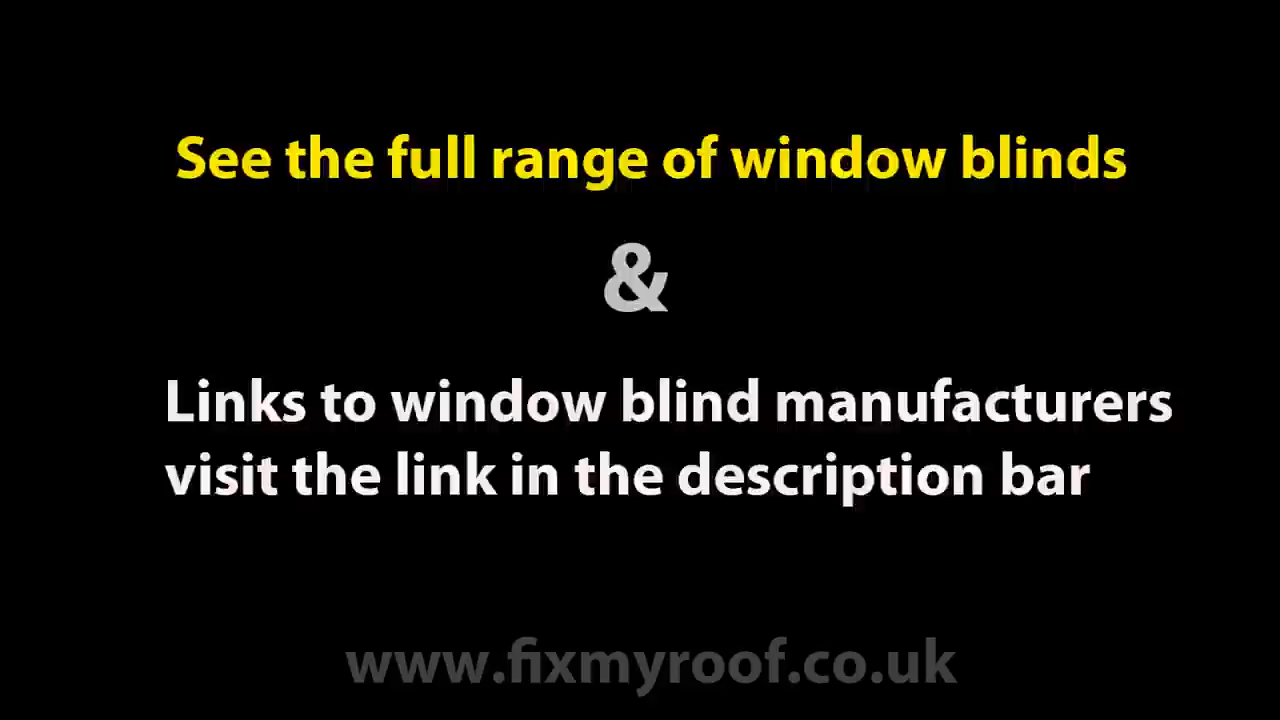 See the full range of window blinds
&
Links to window blind manufacturers
visit the link in the description bar
www.fixmyroof.co.uk